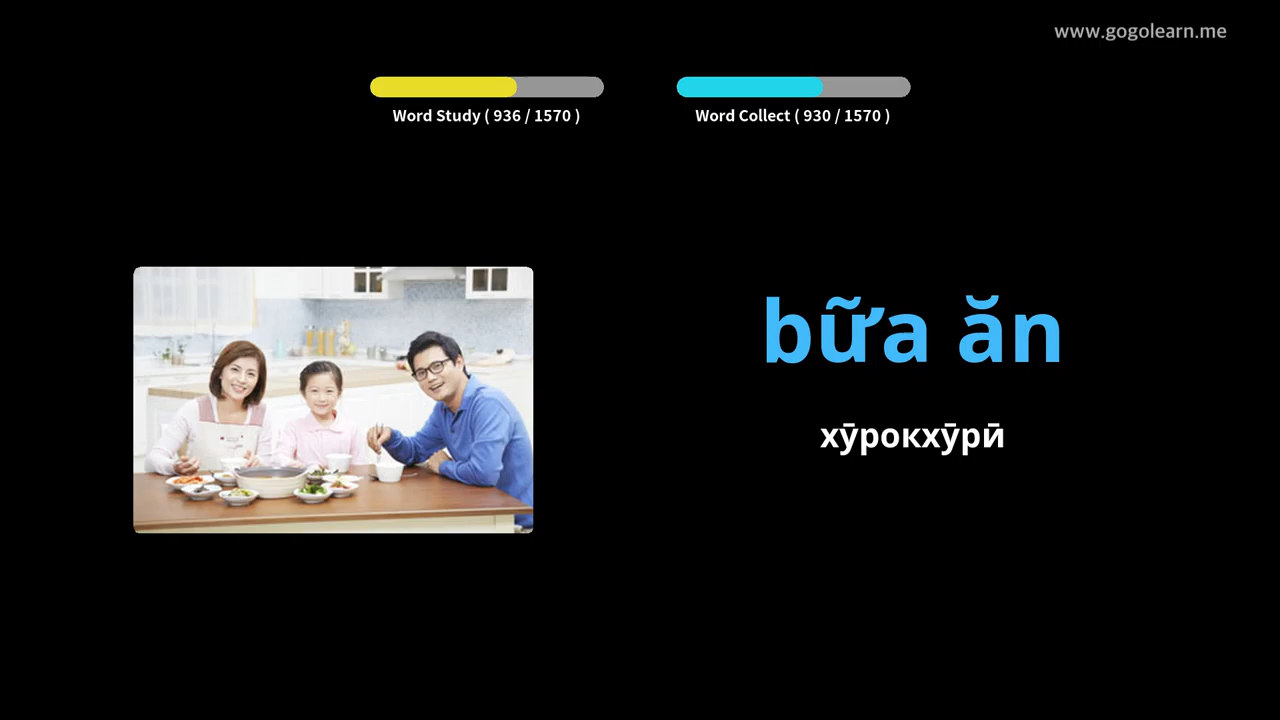 www.gogolearn.me
Word Study ( 936 / 1570 )
Word Collect ( 930 / 1570 )
bữa ăn
хӯрокхӯрӣ